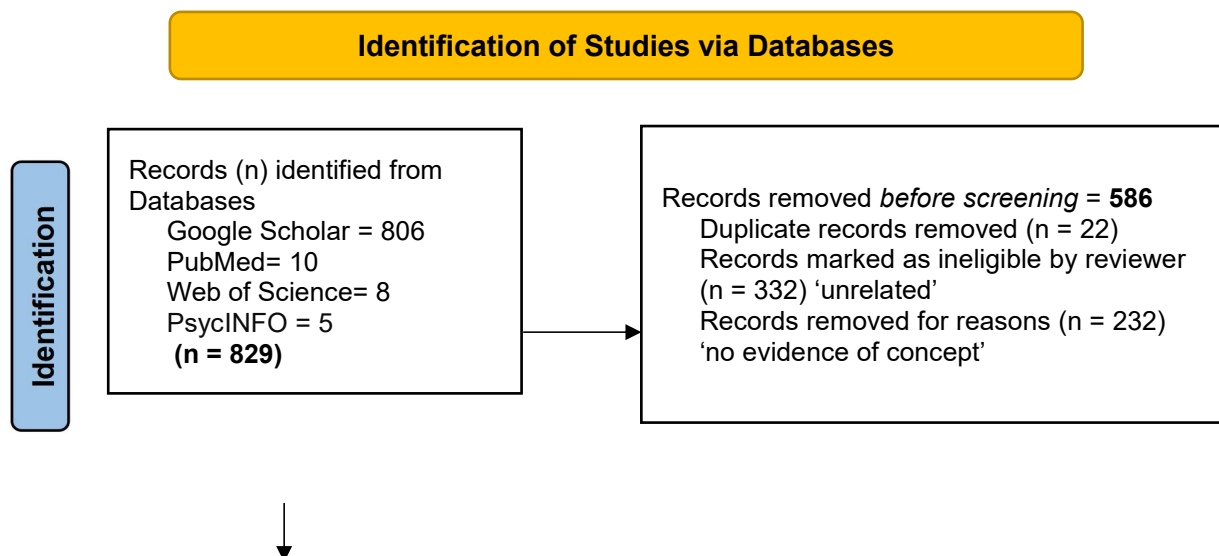 Identification of Studies via Databases
Identification
Records (n) identified from
Databases
Google Scholar = 806
PubMed= 10
Web of Science= 8
PsycINFO = 5
(n = 829)
Records removed before screening = 586
Duplicate records removed (n = 22)
Records marked as ineligible by reviewer
(n = 332) ‘unrelated’
Records removed for reasons (n = 232)
‘no evidence of concept’